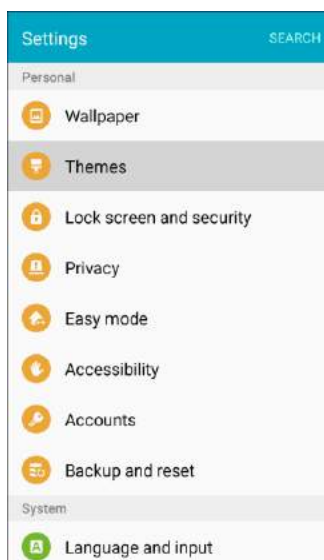 Settings SEARCH
Personal
Wallpaper
Themes
Lock screen and security
Privacy
Easy mode
Accessibility
Accounts
Backup and reset
System
A Language and input